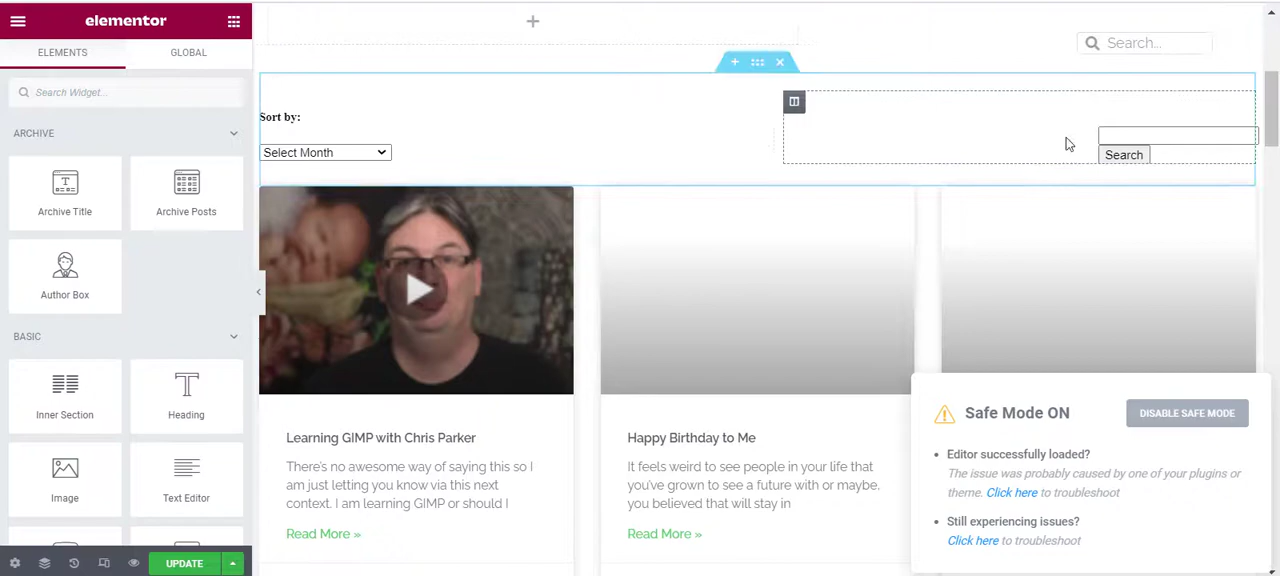 elementor
ELEMENTS
GLOBAL
Search Widget...
ARCHIVE
Archive Title
Archive Posts
Author Box
BASIC
Inner Section
Heading
Image
Text Editor
UPDATE
Search...
Sort by:
Select Month
Search
Learning GIMP with Chris Parker
There's no awesome way of saying this so I
am just letting you know via this next
context. I am learning GIMP or should I
Read More »
Happy Birthday to Me
It feels weird to see people in your life that
you've grown to see a future with or maybe,
you believed that will stay in
Read More »
Safe Mode ON
DISABLE SAFE MODE
Editor successfully loaded?
The issue was probably caused by one of your plugins or
theme. Click here to troubleshoot
Still experiencing issues?
Click here to troubleshoot